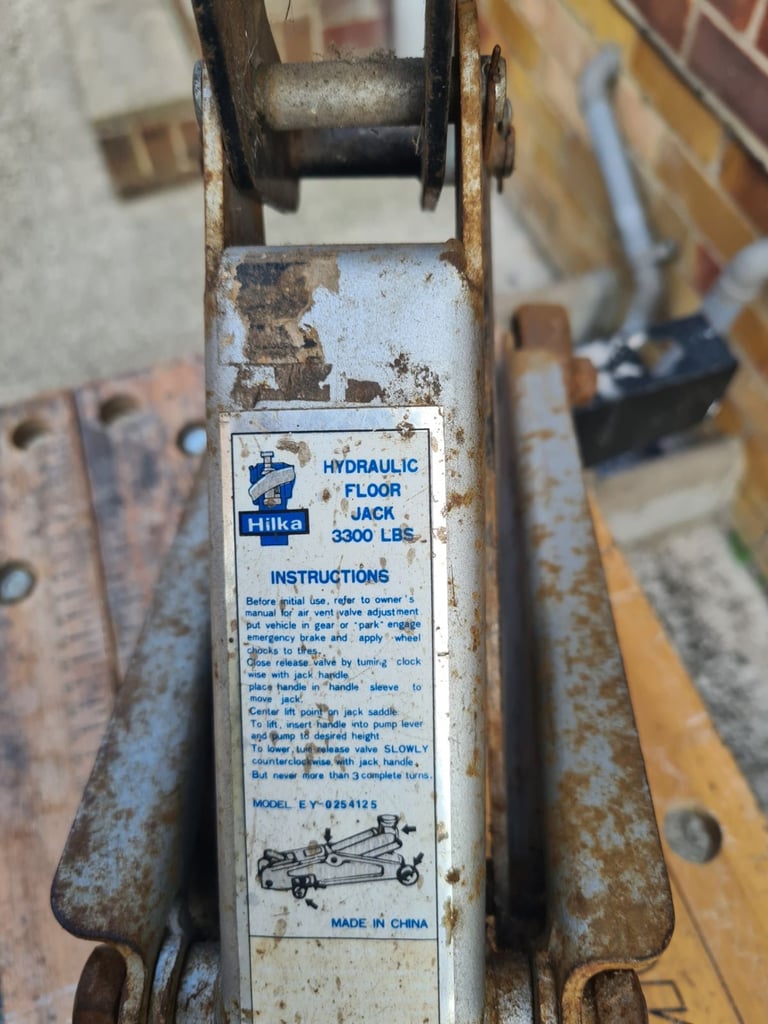 Hilka
HYDRAULIC
FLOOR
JACK
3300 LBS
INSTRUCTIONS
Before initial use, refer to owner's
manual for air vent valve adjustment
put vehicle in gear or "park" engage
emergency brake and apply wheel
chocks to tires.
Close release valve by turning clock
wise with jack handle
place handle in handle sleeve to
move jack.
Center lift point on jack saddle
To lift, insert handle into pump lever
and pump to desired height
To lower, turn release valve SLOWLY
counterclockwise, with jack handle.
But never more than 3 complete turns.
MODEL EY-0254125
MADE IN CHINA